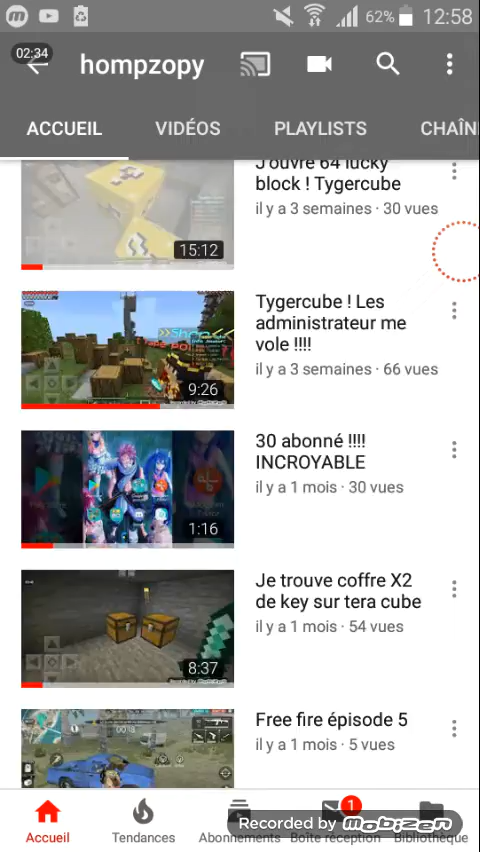 62% 12:58
02:34
hompzopy
ACCUEIL VIDÉOS PLAYLISTS CHAÎN
J'ouvre 64 lucky
block ! Tygercube
il y a 3 semaines · 30 vues
15:12
Tygercube ! Les
administrateur me
vole !!!!
il y a 3 semaines · 66 vues
9:26
30 abonné !!!!
INCROYABLE
il y a 1 mois · 30 vues
1:16
Je trouve coffre X2
de key sur tera cube
il y a 1 mois · 54 vues
8:37
Free fire épisode 5
il y a 1 mois · 5 vues
1
Accueil Tendances Abonnements Boîte réception Bibliothèque
Recorded by mobizen